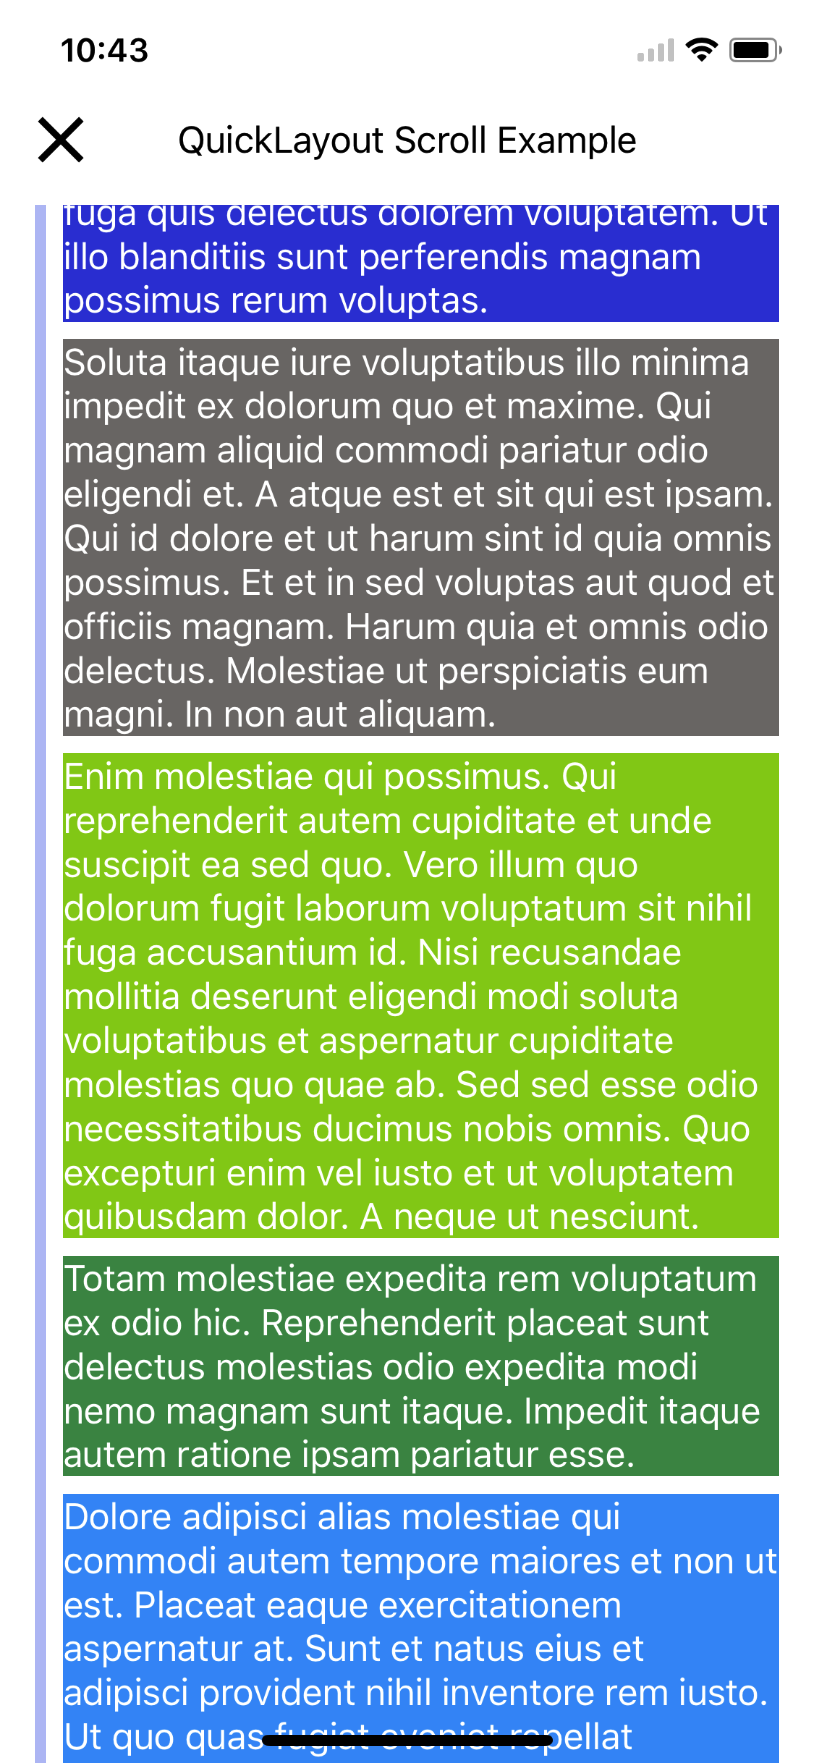 10:43
QuickLayout Scroll Example
fuga quis delectus dolorem voluptatem. Ut
illo blanditiis sunt perferendis magnam
possimus rerum voluptas.
Soluta itaque iure voluptatibus illo minima
impedit ex dolorum quo et maxime. Qui
magnam aliquid commodi pariatur odio
eligendi et. A atque est et sit qui est ipsam.
Qui id dolore et ut harum sint id quia omnis
possimus. Et et in sed voluptas aut quod et
officiis magnam. Harum quia et omnis odio
delectus. Molestiae ut perspiciatis eum
magni. In non aut aliquam.
Enim molestiae qui possimus. Qui
reprehenderit autem cupiditate et unde
suscipit ea sed quo. Vero illum quo
dolorum fugit laborum voluptatum sit nihil
fuga accusantium id. Nisi recusandae
mollitia deserunt eligendi modi soluta
voluptatibus et aspernatur cupiditate
molestias quo quae ab. Sed sed esse odio
necessitatibus ducimus nobis omnis. Quo
excepturi enim vel iusto et ut voluptatem
quibusdam dolor. A neque ut nesciunt.
Totam molestiae expedita rem voluptatum
ex odio hic. Reprehenderit placeat sunt
delectus molestias odio expedita modi
nemo magnam sunt itaque. Impedit itaque
autem ratione ipsam pariatur esse.
Dolore adipisci alias molestiae qui
commodi autem tempore maiores et non ut
est. Placeat eaque exercitationem
aspernatur at. Sunt et natus eius et
adipisci provident nihil inventore rem iusto.
Ut quo quas fugiat eveniet repellat